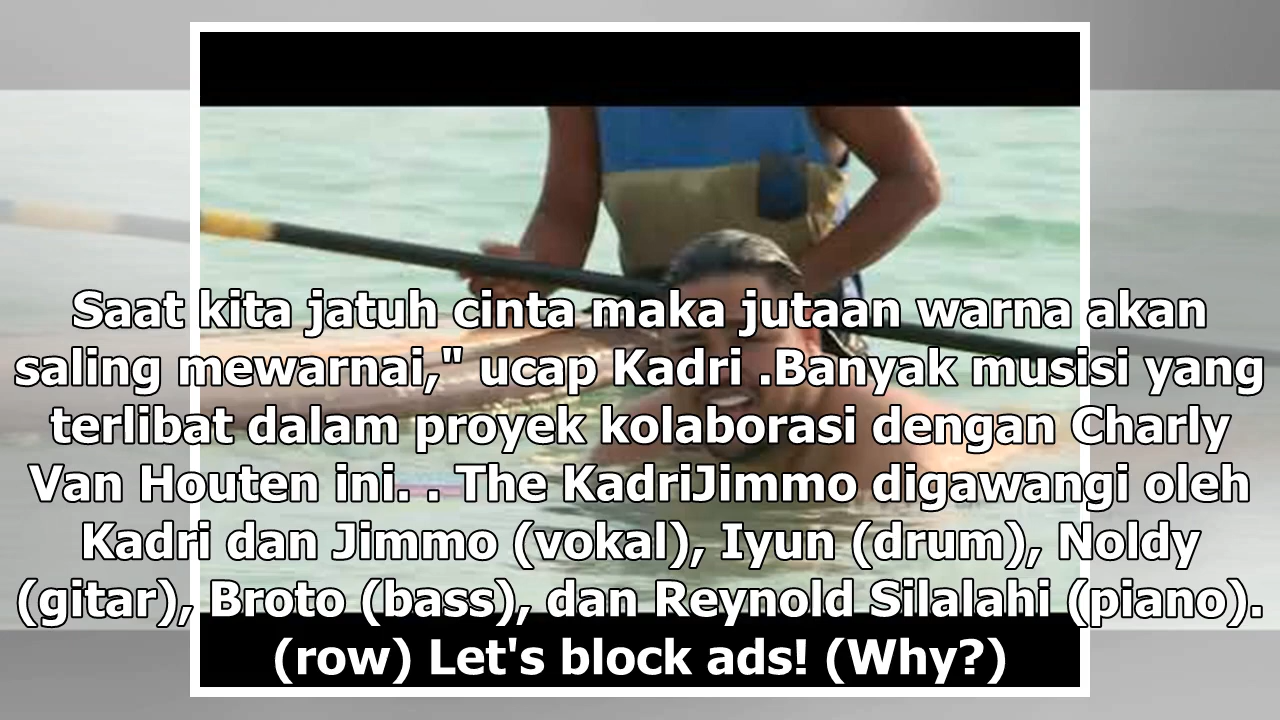 Saat kita jatuh cinta maka jutaan warna akan
saling mewarnai," ucap Kadri .Banyak musisi yang
terlibat dalam proyek kolaborasi dengan Charly
Van Houten ini. . The KadriJimmo digawangi oleh
Kadri dan Jimmo (vokal), Iyun (drum), Noldy
(gitar), Broto (bass), dan Reynold Silalahi (piano).
(row) Let's block ads! (Why?)